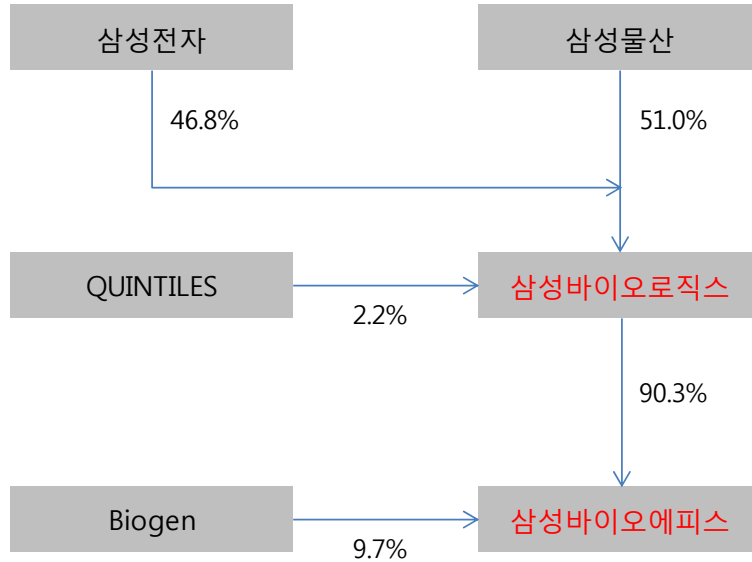 삼성전자
삼성물산
46.8%
51.0%
QUINTILES
2.2%
삼성바이오로직스
90.3%
Biogen
9.7%
삼성바이오에피스